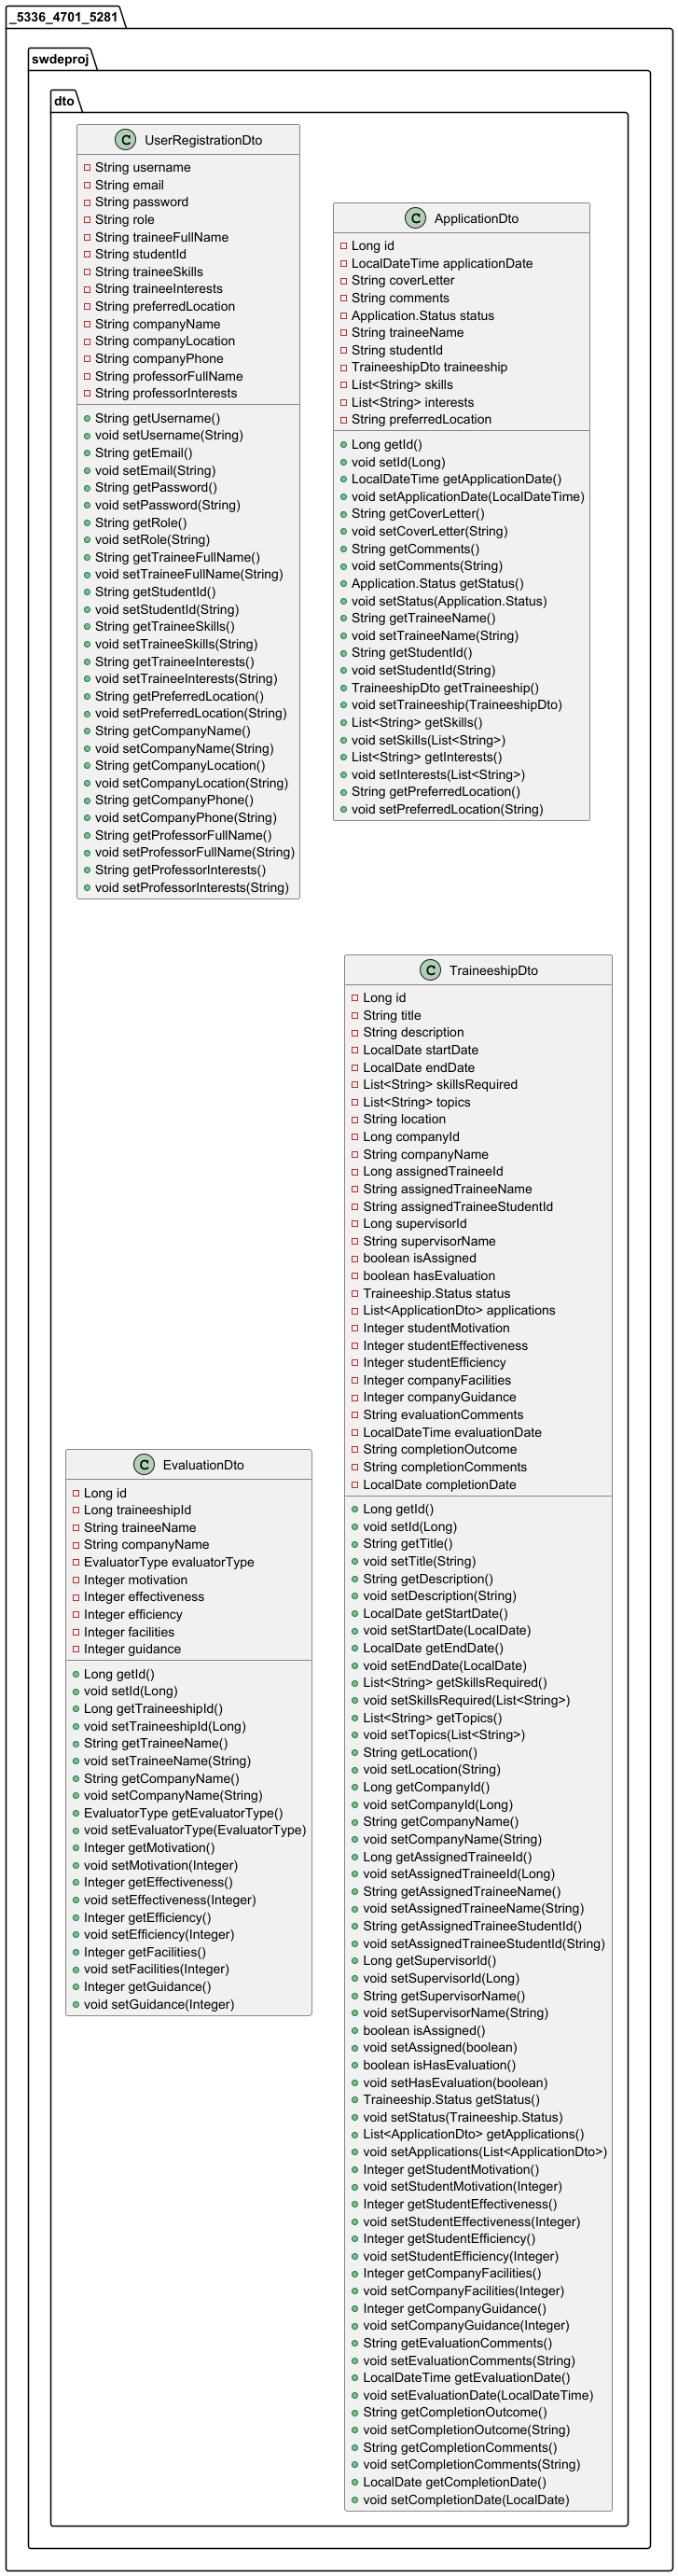 _5336_4701_5281
swdeproj
dto
C UserRegistrationDto
String username
String email
String password
String role
String traineeFullName
String studentId
String traineeSkills
String traineeInterests
String preferredLocation
String companyName
String companyLocation
String companyPhone
String professorFullName
String professorInterests
String getUsername()
void setUsername(String)
String getEmail()
void setEmail(String)
String getPassword()
void setPassword(String)
String getRole()
void setRole(String)
String getTraineeFullName()
void setTraineeFullName(String)
String getStudentId()
void setStudentId(String)
String getTraineeSkills()
void setTraineeSkills(String)
String getTraineeInterests()
void setTraineeInterests(String)
String getPreferredLocation()
void setPreferredLocation(String)
String getCompanyName()
void setCompanyName(String)
String getCompanyLocation()
void setCompanyLocation(String)
String getCompanyPhone()
void setCompanyPhone(String)
String getProfessorFullName()
void setProfessorFullName(String)
String getProfessorInterests()
void setProfessorInterests(String)
C ApplicationDto
Long id
LocalDateTime applicationDate
String coverLetter
String comments
Application.Status status
String traineeName
String studentId
TraineeshipDto traineeship
List<String> skills
List<String> interests
String preferredLocation
Long getId()
void setId(Long)
LocalDateTime getApplicationDate()
void setApplicationDate(LocalDateTime)
String getCoverLetter()
void setCoverLetter(String)
String getComments()
void setComments(String)
Application.Status getStatus()
void setStatus(Application.Status)
String getTraineeName()
void setTraineeName(String)
String getStudentId()
void setStudentId(String)
TraineeshipDto getTraineeship()
void setTraineeship(TraineeshipDto)
List<String> getSkills()
void setSkills(List<String>)
List<String> getInterests()
void setInterests(List<String>)
String getPreferredLocation()
void setPreferredLocation(String)
C TraineeshipDto
Long id
String title
String description
LocalDate startDate
LocalDate endDate
List<String> skillsRequired
List<String> topics
String location
Long companyId
String companyName
Long assignedTraineeId
String assignedTraineeName
String assignedTraineeStudentId
Long supervisorId
String supervisorName
boolean isAssigned
boolean hasEvaluation
Traineeship.Status status
List<ApplicationDto> applications
Integer studentMotivation
Integer studentEffectiveness
Integer studentEfficiency
Integer companyFacilities
Integer companyGuidance
String evaluationComments
LocalDateTime evaluationDate
String completionOutcome
String completionComments
LocalDate completionDate
Long getId()
void setId(Long)
String getTitle()
void setTitle(String)
String getDescription()
void setDescription(String)
LocalDate getStartDate()
void setStartDate(LocalDate)
LocalDate getEndDate()
void setEndDate(LocalDate)
List<String> getSkillsRequired()
void setSkillsRequired(List<String>)
List<String> getTopics()
void setTopics(List<String>)
String getLocation()
void setLocation(String)
Long getCompanyId()
void setCompanyId(Long)
String getCompanyName()
void setCompanyName(String)
Long getAssignedTraineeId()
void setAssignedTraineeId(Long)
String getAssignedTraineeName()
void setAssignedTraineeName(String)
String getAssignedTraineeStudentId()
void setAssignedTraineeStudentId(String)
Long getSupervisorId()
void setSupervisorId(Long)
String getSupervisorName()
void setSupervisorName(String)
boolean isAssigned()
void setAssigned(boolean)
boolean isHasEvaluation()
void setHasEvaluation(boolean)
Traineeship.Status getStatus()
void setStatus(Traineeship.Status)
List<ApplicationDto> getApplications()
void setApplications(List<ApplicationDto>)
Integer getStudentMotivation()
void setStudentMotivation(Integer)
Integer getStudentEffectiveness()
void setStudentEffectiveness(Integer)
Integer getStudentEfficiency()
void setStudentEfficiency(Integer)
Integer getCompanyFacilities()
void setCompanyFacilities(Integer)
Integer getCompanyGuidance()
void setCompanyGuidance(Integer)
String getEvaluationComments()
void setEvaluationComments(String)
LocalDateTime getEvaluationDate()
void setEvaluationDate(LocalDateTime)
String getCompletionOutcome()
void setCompletionOutcome(String)
String getCompletionComments()
void setCompletionComments(String)
LocalDate getCompletionDate()
void setCompletionDate(LocalDate)
C EvaluationDto
Long id
Long traineeshipId
String traineeName
String companyName
EvaluatorType evaluatorType
Integer motivation
Integer effectiveness
Integer efficiency
Integer facilities
Integer guidance
Long getId()
void setId(Long)
Long getTraineeshipId()
void setTraineeshipId(Long)
String getTraineeName()
void setTraineeName(String)
String getCompanyName()
void setCompanyName(String)
EvaluatorType getEvaluatorType()
void setEvaluatorType(EvaluatorType)
Integer getMotivation()
void setMotivation(Integer)
Integer getEffectiveness()
void setEffectiveness(Integer)
Integer getEfficiency()
void setEfficiency(Integer)
Integer getFacilities()
void setFacilities(Integer)
Integer getGuidance()
void setGuidance(Integer)